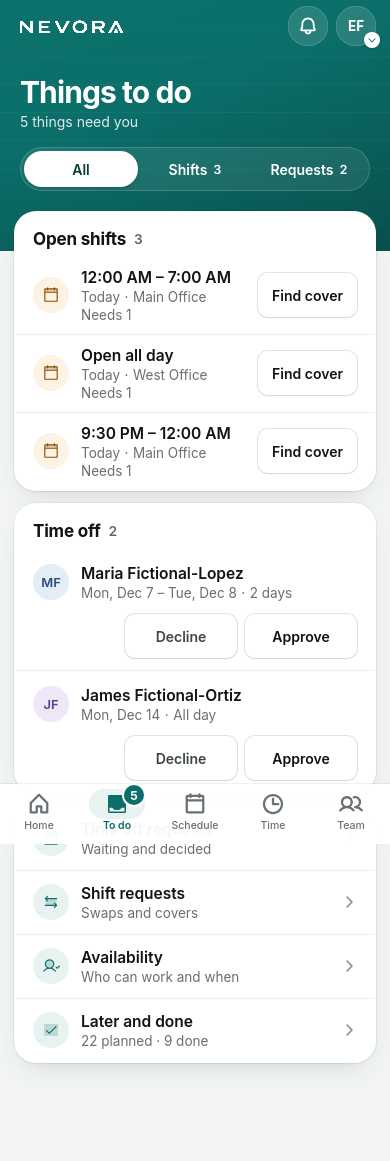 NEVORA
EF
Things to do
5 things need you
All
Shifts 3
Requests 2
Open shifts 3
12:00 AM – 7:00 AM
Today · Main Office
Needs 1
Find cover
Open all day
Today · West Office
Needs 1
Find cover
9:30 PM – 12:00 AM
Today · Main Office
Needs 1
Find cover
Time off 2
MF
Maria Fictional-Lopez
Mon, Dec 7 – Tue, Dec 8 · 2 days
Decline
Approve
JF
James Fictional-Ortiz
Mon, Dec 14 · All day
Decline
Approve
5
Home
To do
Schedule
Time
Team
Waiting and decided
Shift requests
Swaps and covers
Availability
Who can work and when
Later and done
22 planned · 9 done